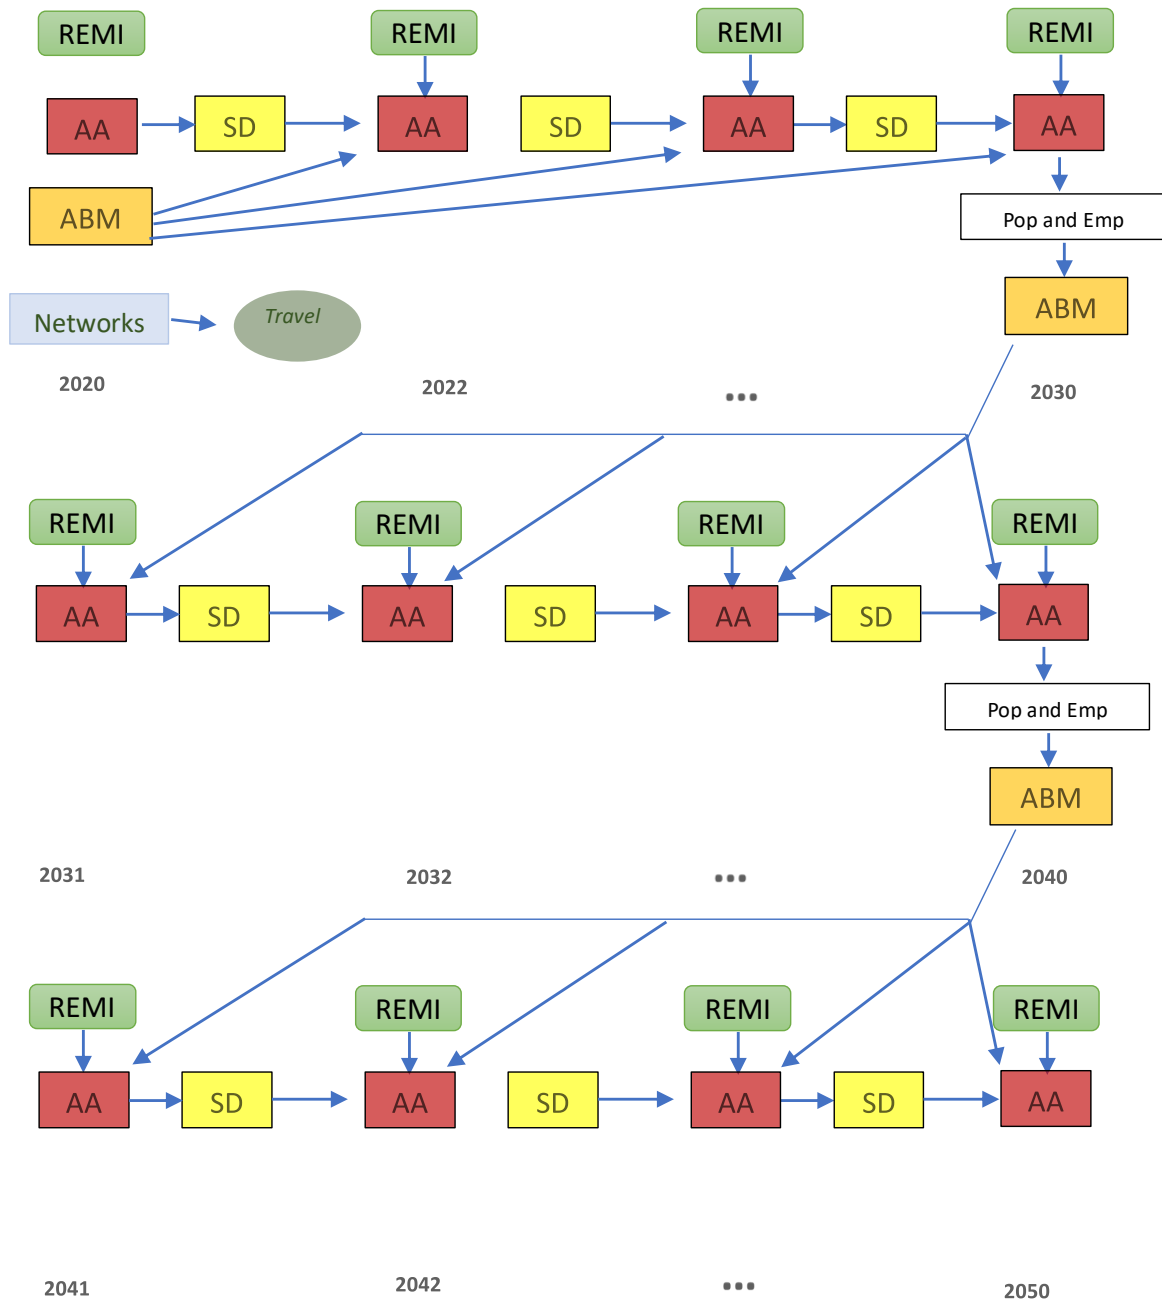 REMI REMI REMI REMI
AA SD AA SD AA SD AA
ABM
Pop and Emp
ABM
Networks Travel
2020 2022 ... 2030
REMI REMI REMI REMI
AA SD AA SD AA SD AA
Pop and Emp
ABM
2031 2032 ... 2040
REMI REMI REMI REMI
AA SD AA SD AA SD AA
2041 2042 ... 2050